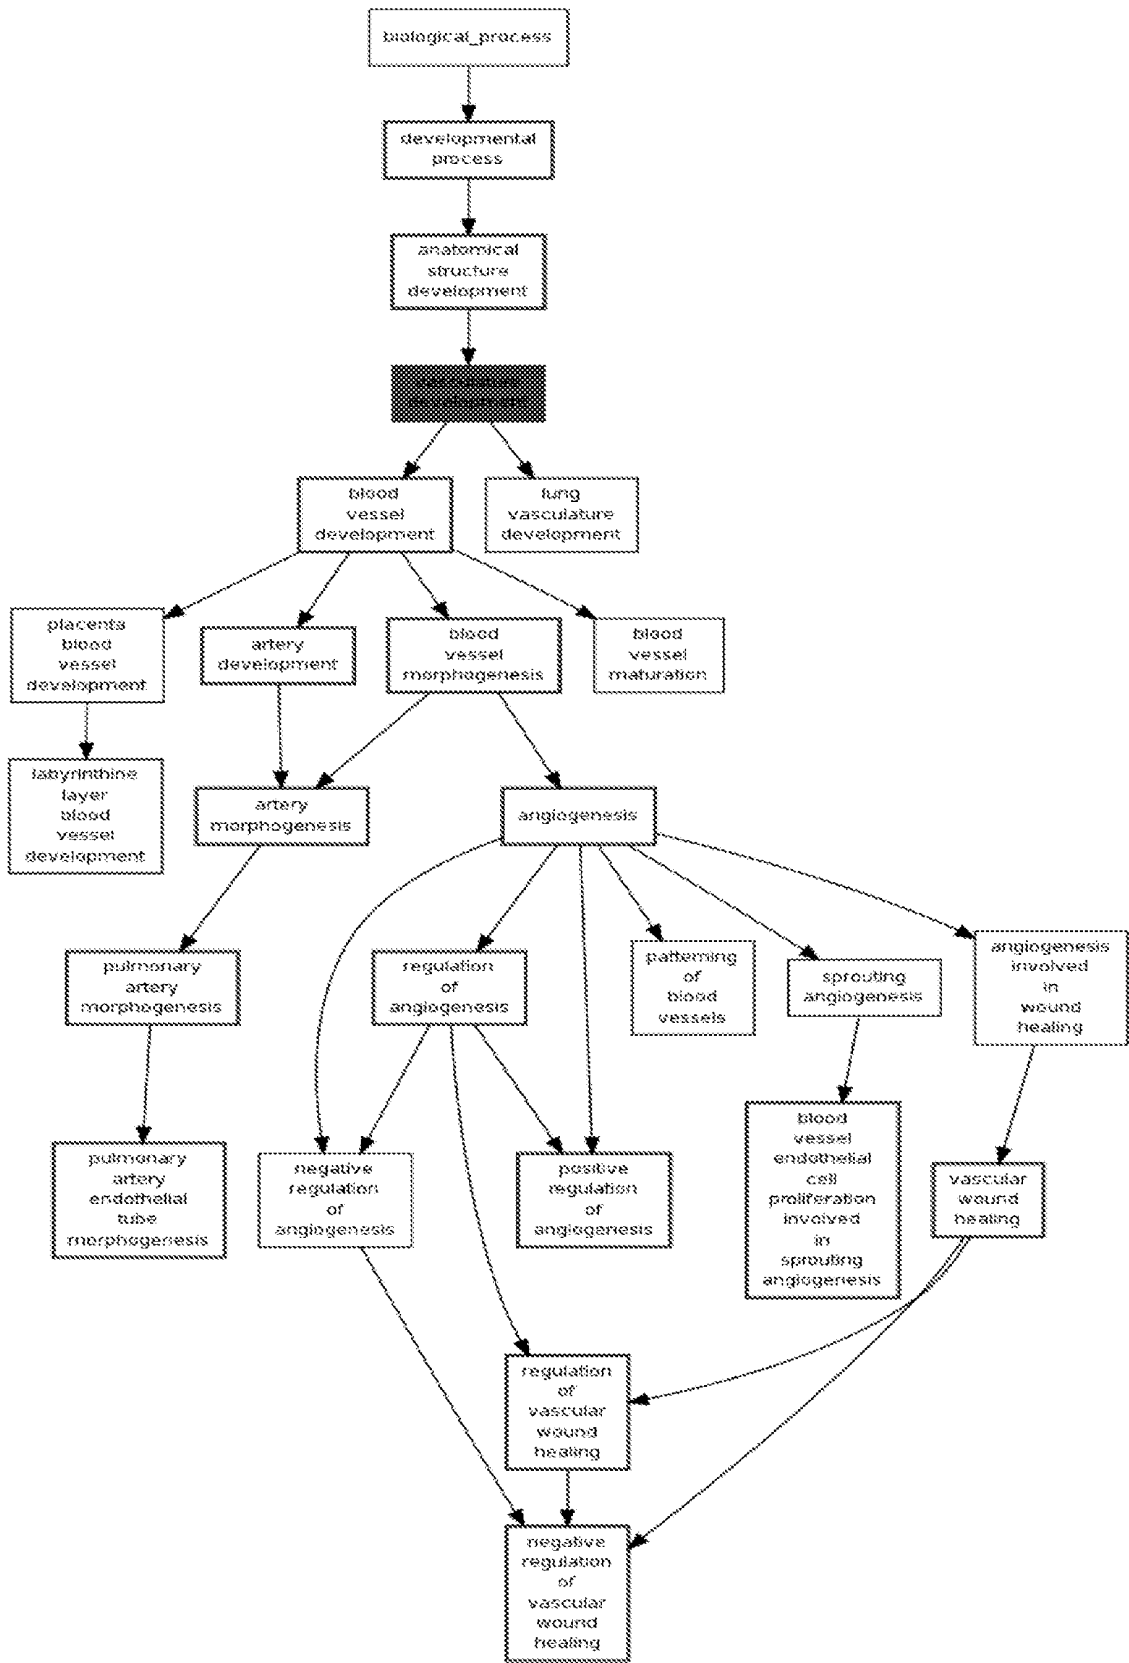 biological_process
developmental
process
anatomical
structure
development
vasculature
development
blood
vessel
development
lung
vasculature
development
placenta
blood
vessel
development
artery
development
blood
vessel
morphogenesis
blood
vessel
maturation
labyrinthine
layer
blood
vessel
development
artery
morphogenesis
angiogenesis
pulmonary
artery
morphogenesis
regulation
of
angiogenesis
patterning
of
blood
vessels
sprouting
angiogenesis
angiogenesis
involved
in
wound
healing
pulmonary
artery
endothelial
tube
morphogenesis
negative
regulation
of
angiogenesis
positive
regulation
of
angiogenesis
blood
vessel
endothelial
cell
proliferation
involved
in
sprouting
angiogenesis
vascular
wound
healing
regulation
of
vascular
wound
healing
negative
regulation
of
vascular
wound
healing